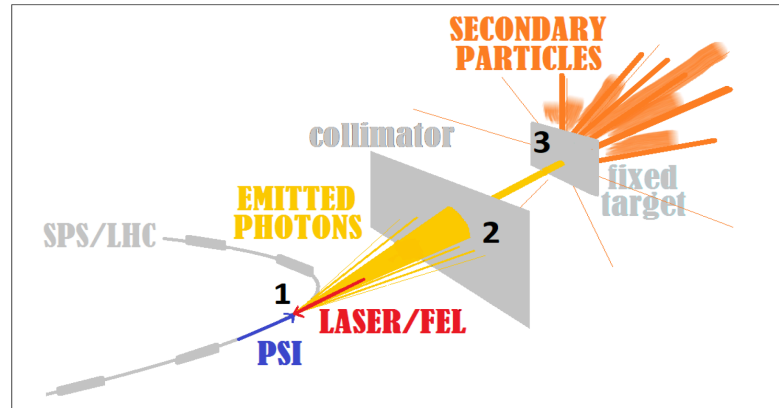 SECONDARY
PARTICLES
collimator
3
fixed
target
EMITTED
PHOTONS
2
SPS/LHC
1
LASER/FEL
PSI